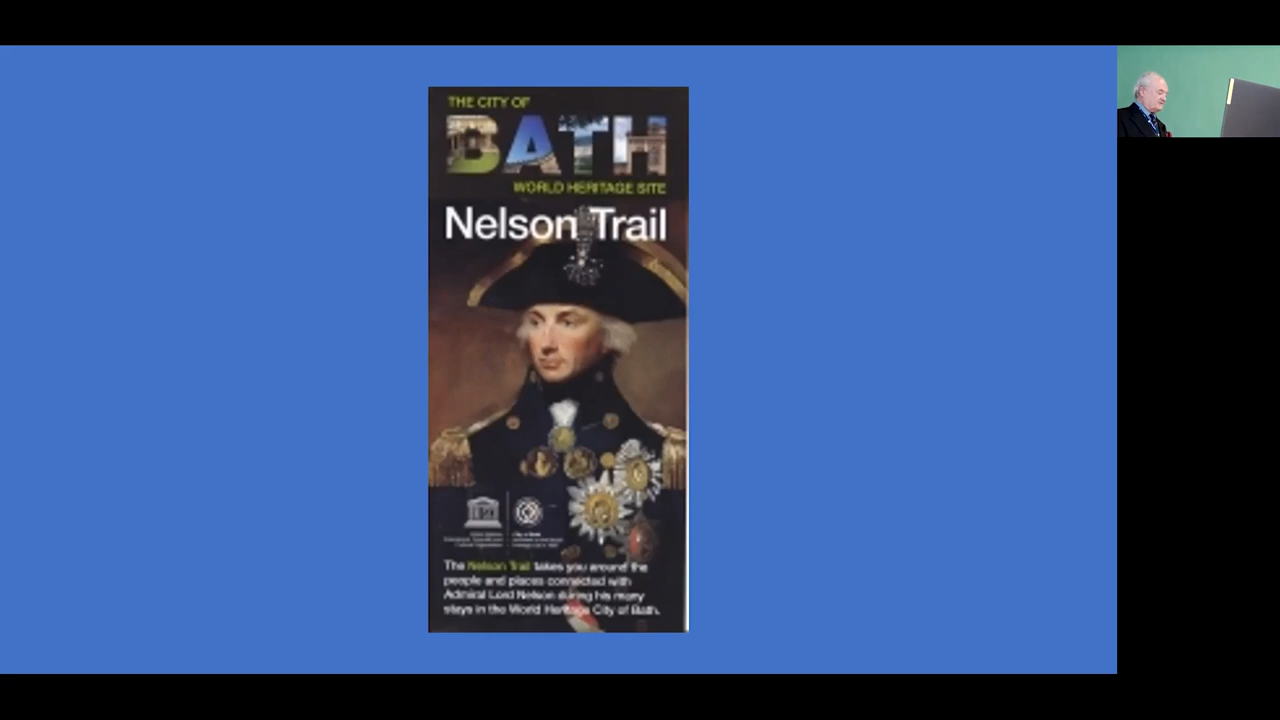 THE CITY OF
BATH
WORLD HERITAGE SITE
Nelson Trail
The Nelson Trail takes you around the
people and places connected with
Admiral Lord Nelson during his many
stays in the World Heritage City of Bath.